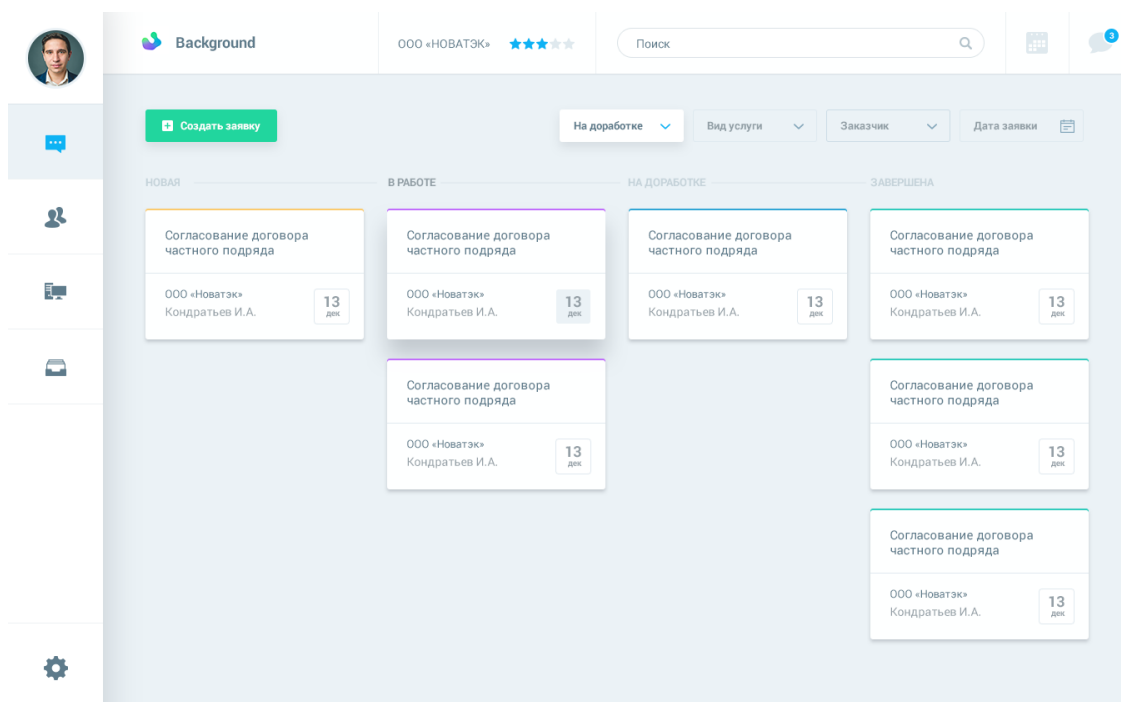 Background
ООО «НОВАТЭК»
Поиск
3
Создать заявку
На доработке
Вид услуги
Заказчик
Дата заявки
НОВАЯ
В РАБОТЕ
НА ДОРАБОТКЕ
ЗАВЕРШЕНА
Согласование договора
частного подряда
ООО «Новатэк»
Кондратьев И.А.
13
дек
Согласование договора
частного подряда
ООО «Новатэк»
Кондратьев И.А.
13
дек
Согласование договора
частного подряда
ООО «Новатэк»
Кондратьев И.А.
13
дек
Согласование договора
частного подряда
ООО «Новатэк»
Кондратьев И.А.
13
дек
Согласование договора
частного подряда
ООО «Новатэк»
Кондратьев И.А.
13
дек
Согласование договора
частного подряда
ООО «Новатэк»
Кондратьев И.А.
13
дек
Согласование договора
частного подряда
ООО «Новатэк»
Кондратьев И.А.
13
дек